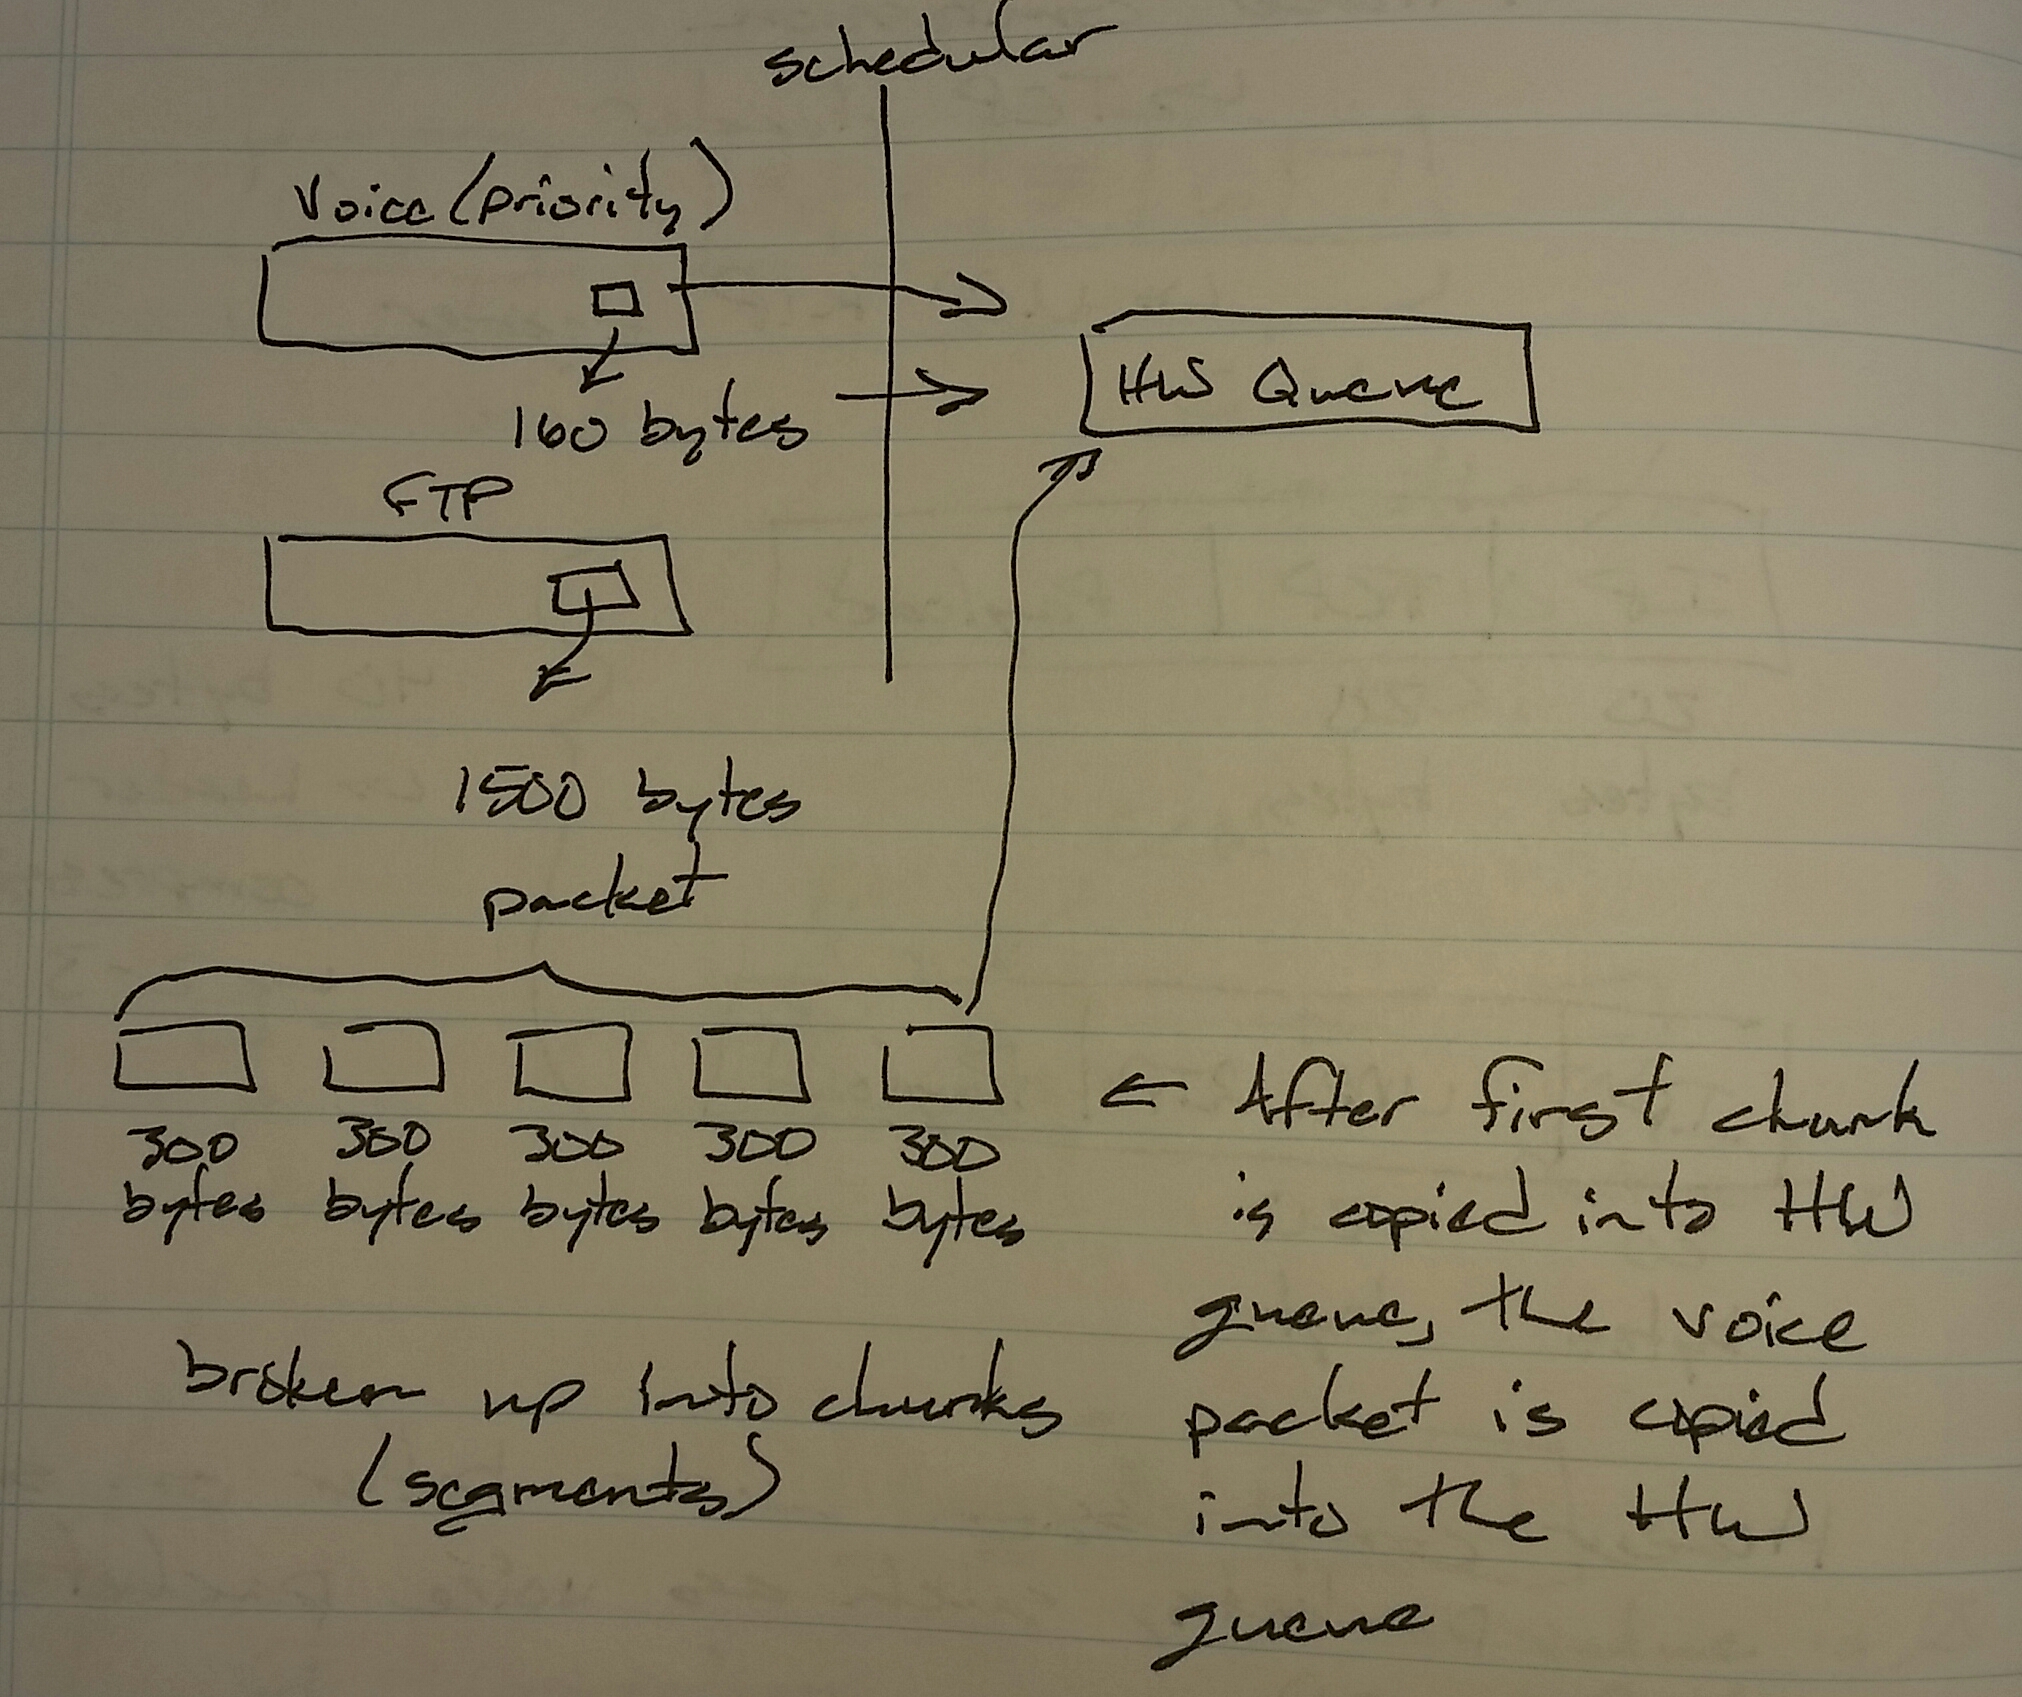 schedular
Voice (priority)
160 bytes
HW Queue
FTP
1500 bytes
packet
300 300 300 300 300
bytes bytes bytes bytes bytes
broken up into chunks
(segments)
← After first chunk
is copied into HW
queue, the voice
packet is copied
into the HW
queue